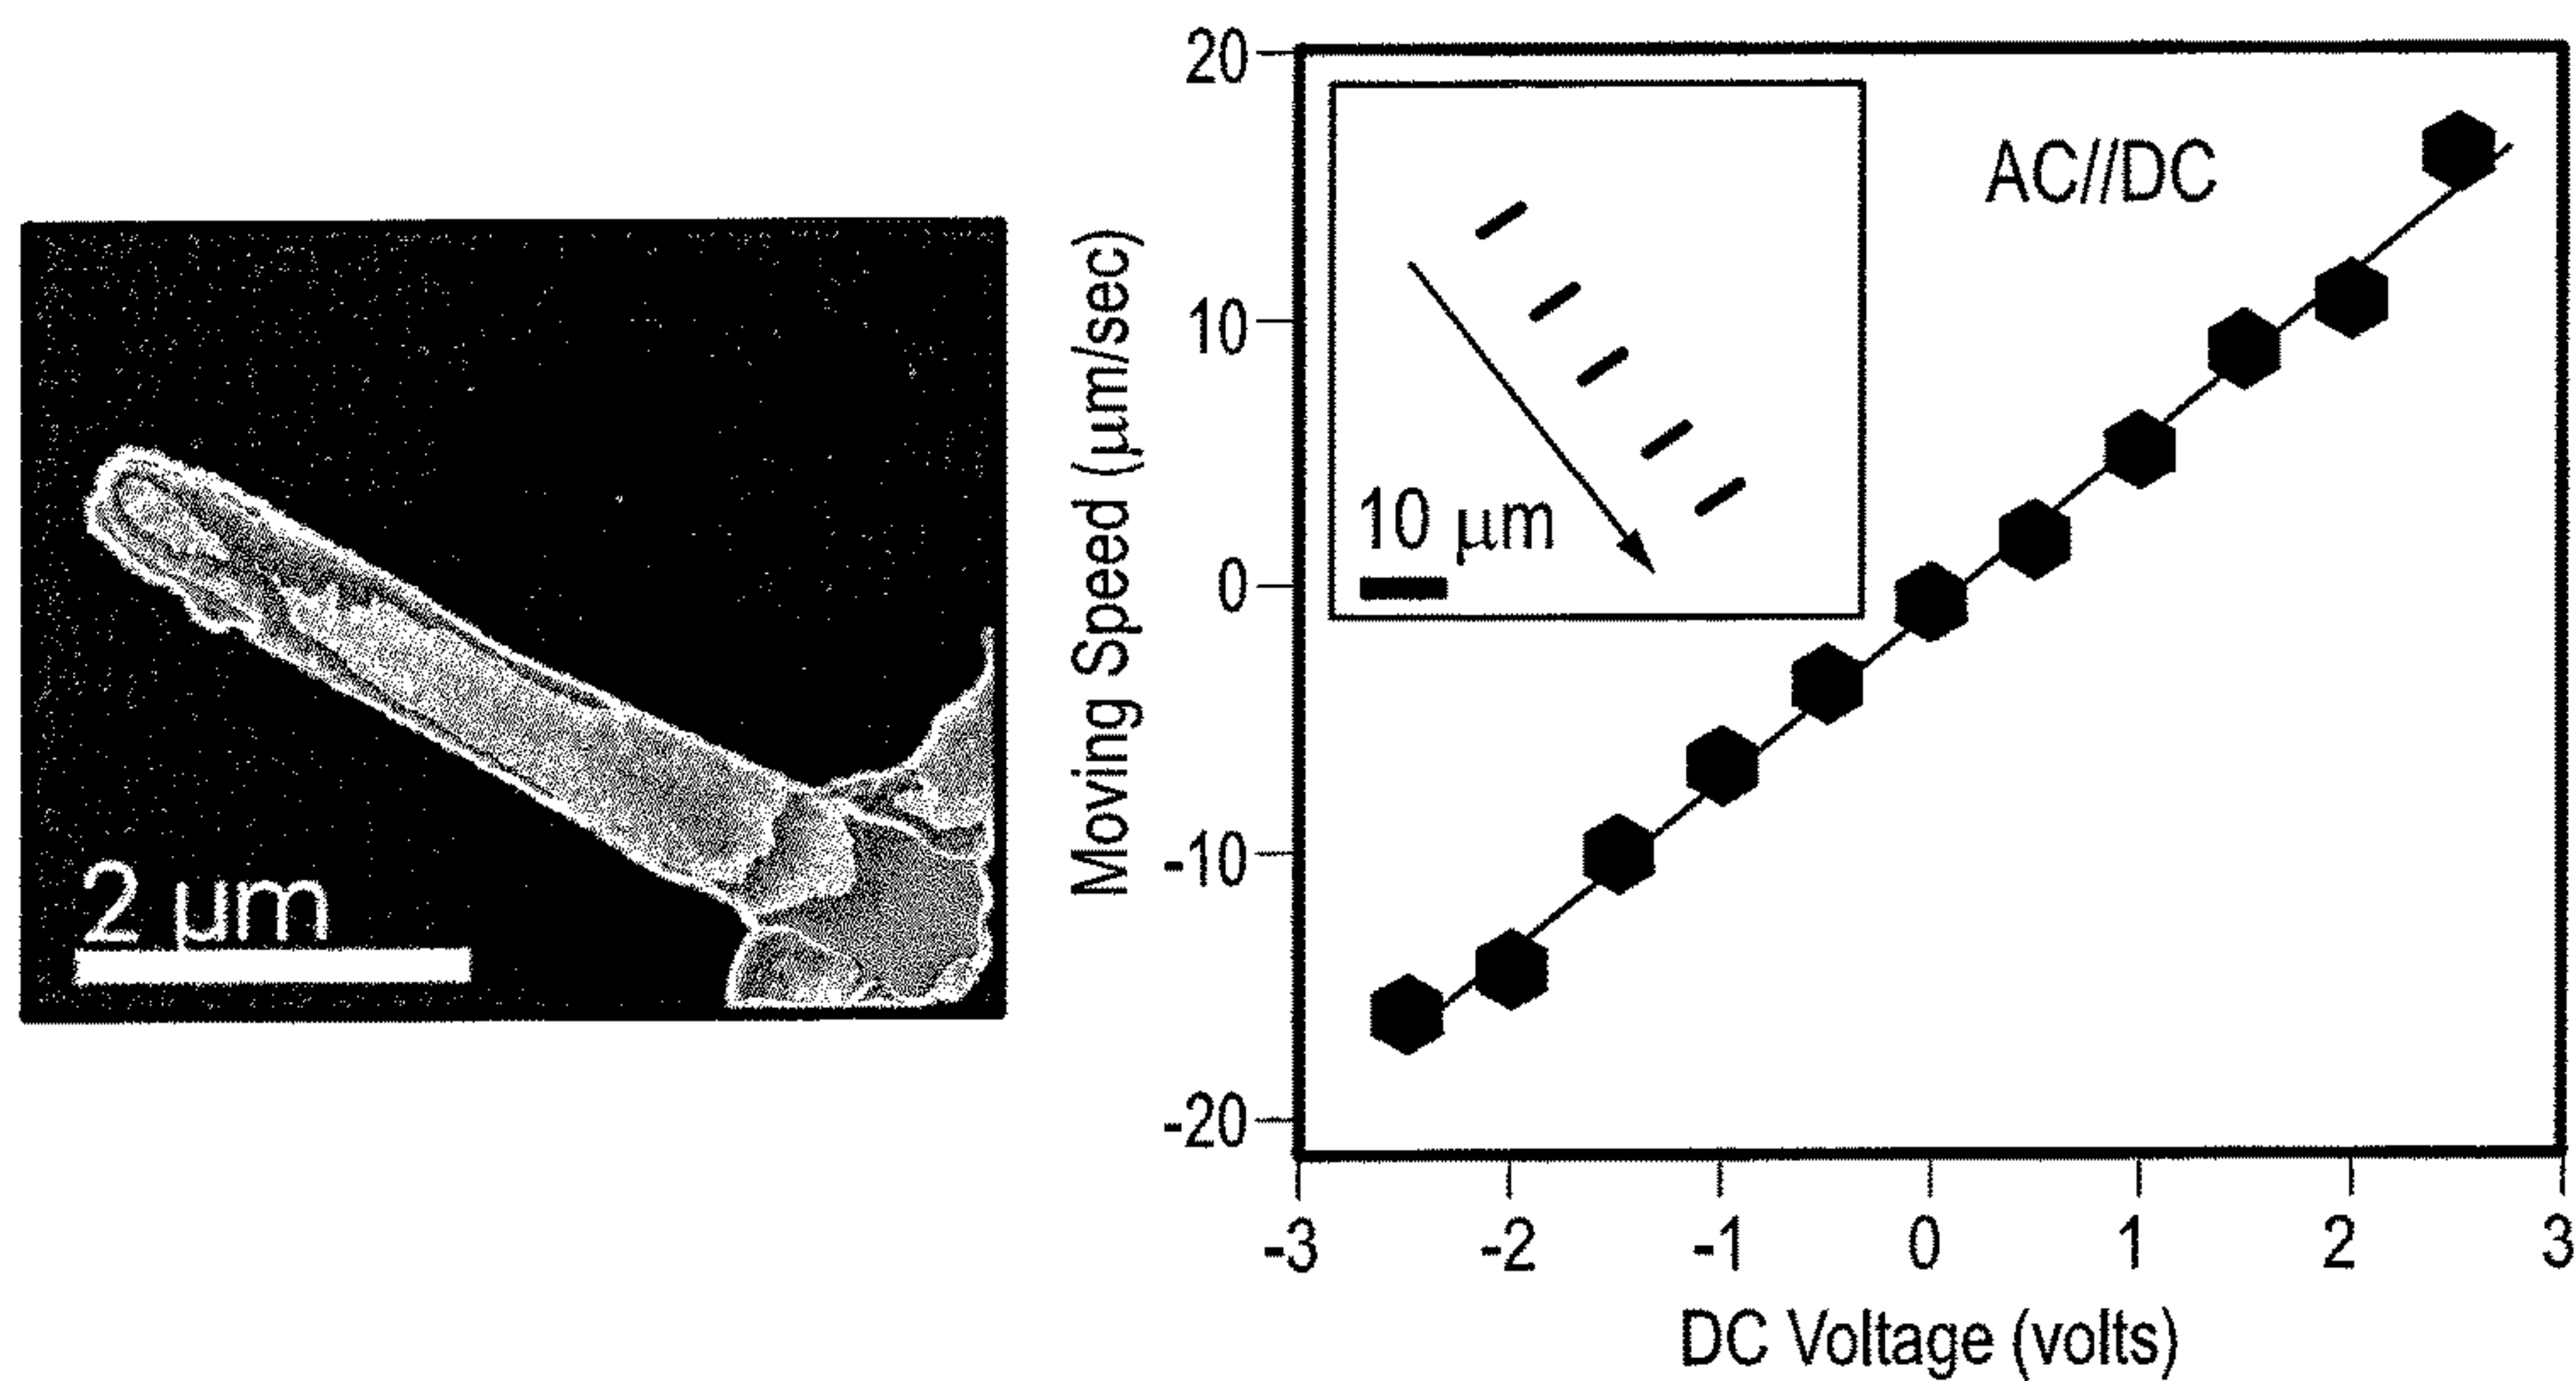 2 μm
Moving Speed (μm/sec)
20
10
0
-10
-20
AC//DC
10 μm
-3 -2 -1 0 1 2 3
DC Voltage (volts)